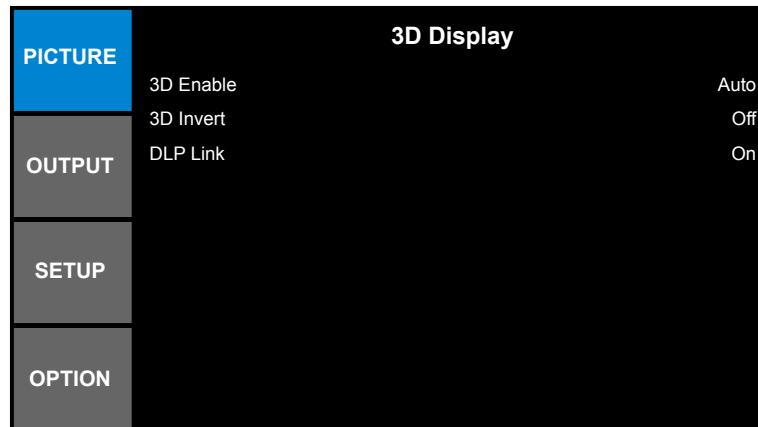 PICTURE
OUTPUT
SETUP
OPTION
3D Display
3D Enable Auto
3D Invert Off
DLP Link On